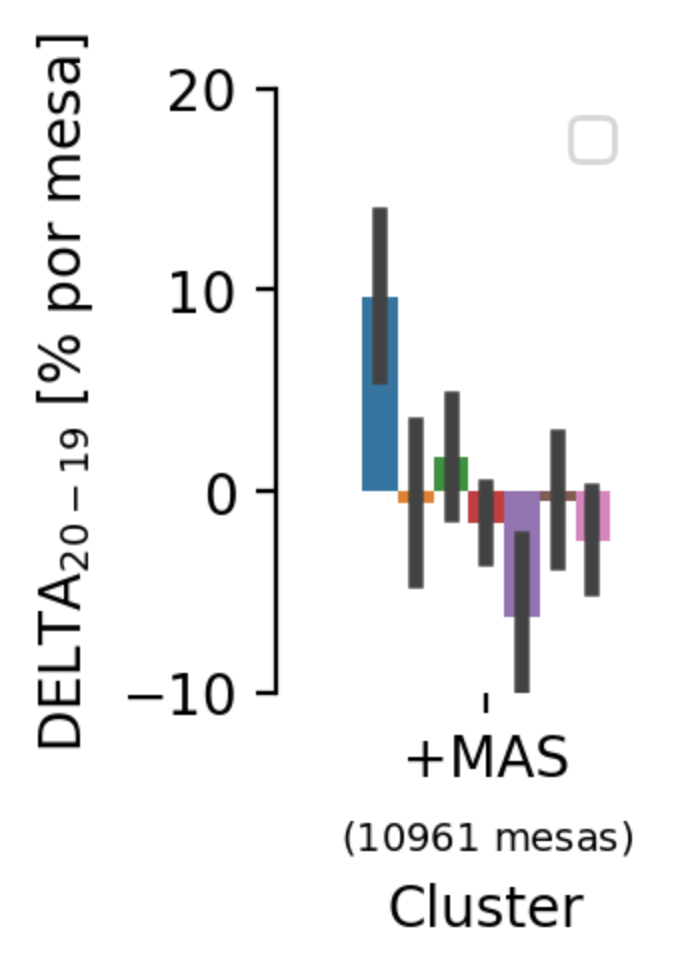 DELTA₂₀₋₁₉ [% por mesa]
20
10
0
−10
+MAS
(10961 mesas)
Cluster